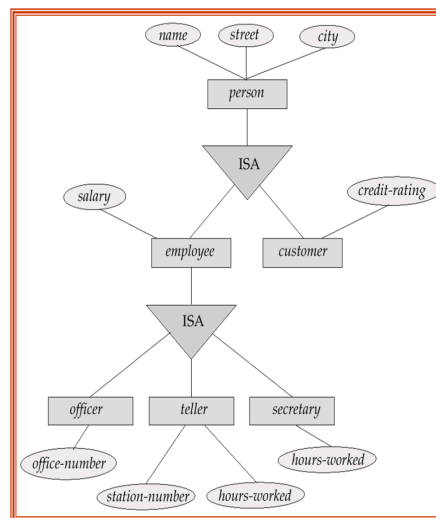 name street city
person
ISA
credit-rating
salary
employee customer
ISA
officer teller secretary
office-number hours-worked
station-number hours-worked